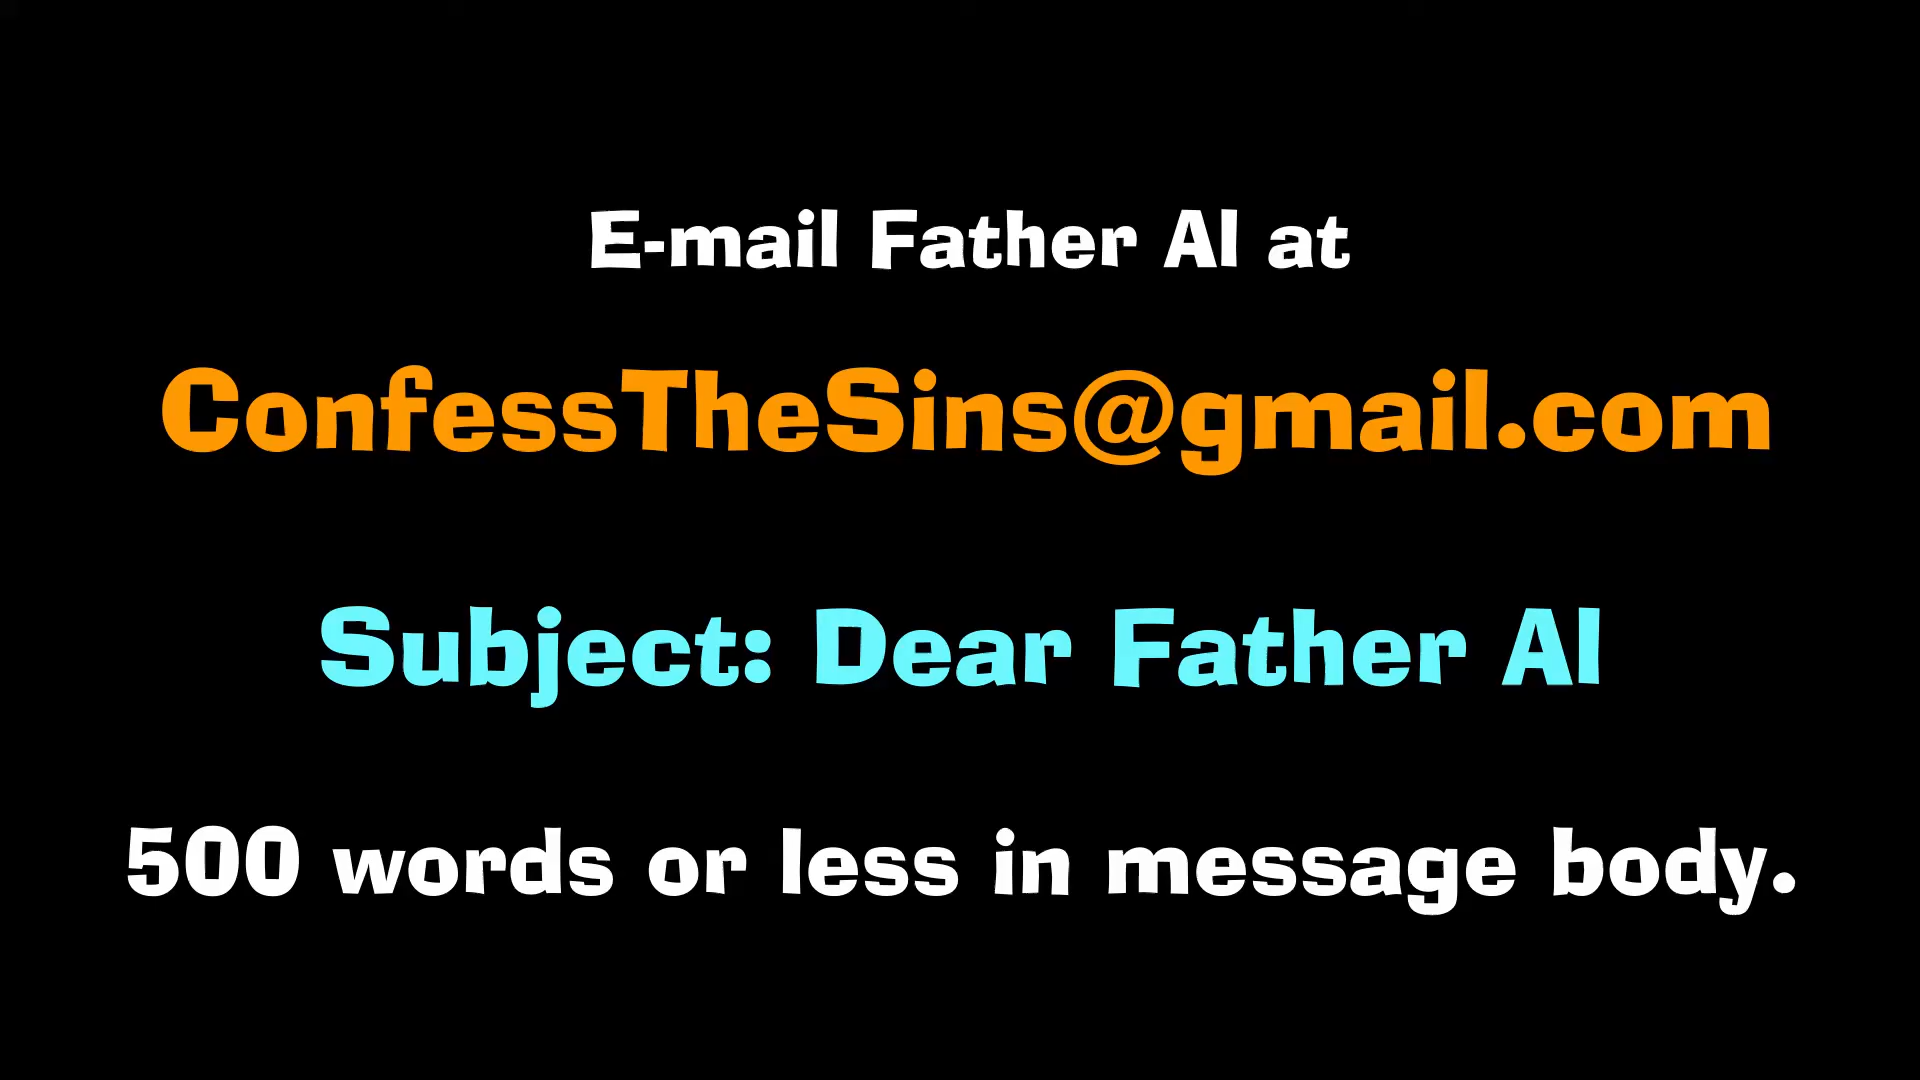 E-mail Father Al at
ConfessTheSins@gmail.com
Subject: Dear Father Al
500 words or less in message body.